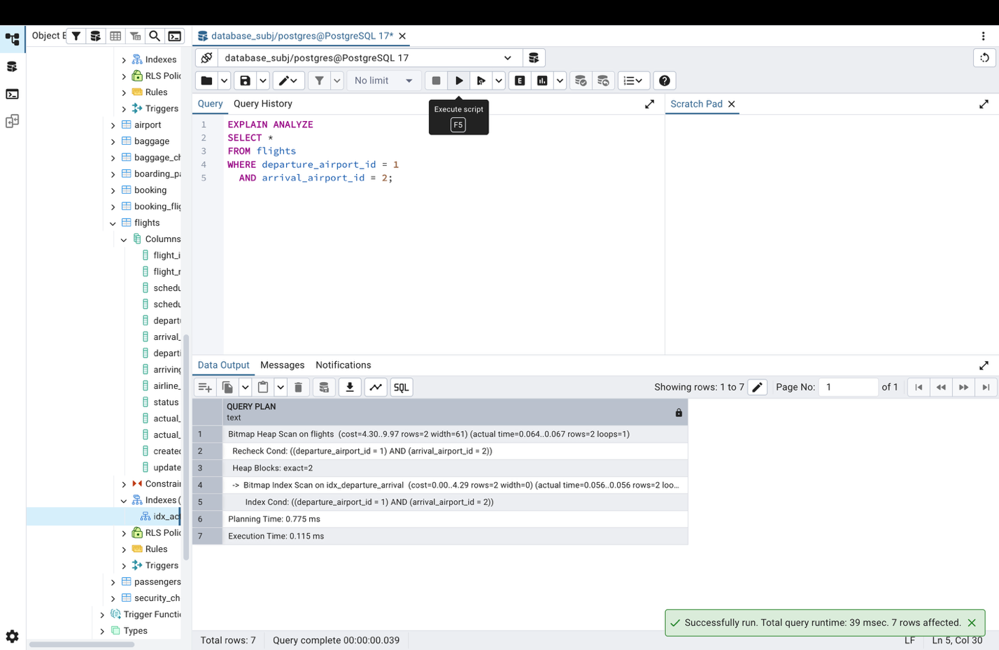 Object E
database_subj/postgres@PostgreSQL 17*
database_subj/postgres@PostgreSQL 17
No limit
E
Query
Query History
Scratch Pad
Execute script
F5
1 EXPLAIN ANALYZE
2 SELECT *
3 FROM flights
4 WHERE departure_airport_id = 1
5 AND arrival_airport_id = 2;
Indexes
RLS Polic
Rules
Triggers
airport
baggage
baggage_ch
boarding_pa
booking
booking_flig
flights
Columns
flight_i
flight_r
schedu
schedu
depart
arrival_
departi
arriving
airline_
status
actual_
actual_
created
update
Constrain
Indexes (
idx_ac
RLS Polic
Rules
Triggers
passengers
security_ch
Trigger Functi
Types
Data Output
Messages
Notifications
SQL
Showing rows: 1 to 7
Page No: 1 of 1
QUERY PLAN
text
1 Bitmap Heap Scan on flights (cost=4.30..9.97 rows=2 width=61) (actual time=0.064..0.067 rows=2 loops=1)
2 Recheck Cond: ((departure_airport_id = 1) AND (arrival_airport_id = 2))
3 Heap Blocks: exact=2
4 -> Bitmap Index Scan on idx_departure_arrival (cost=0.00..4.29 rows=2 width=0) (actual time=0.056..0.056 rows=2 loo…
5 Index Cond: ((departure_airport_id = 1) AND (arrival_airport_id = 2))
6 Planning Time: 0.775 ms
7 Execution Time: 0.115 ms
Successfully run. Total query runtime: 39 msec. 7 rows affected.
Total rows: 7
Query complete 00:00:00.039
LF
Ln 5, Col 30